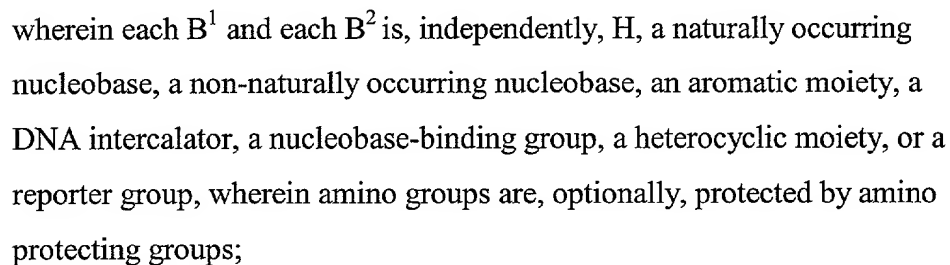 wherein each B¹ and each B² is, independently, H, a naturally occurring
nucleobase, a non-naturally occurring nucleobase, an aromatic moiety, a
DNA intercalator, a nucleobase-binding group, a heterocyclic moiety, or a
reporter group, wherein amino groups are, optionally, protected by amino
protecting groups;